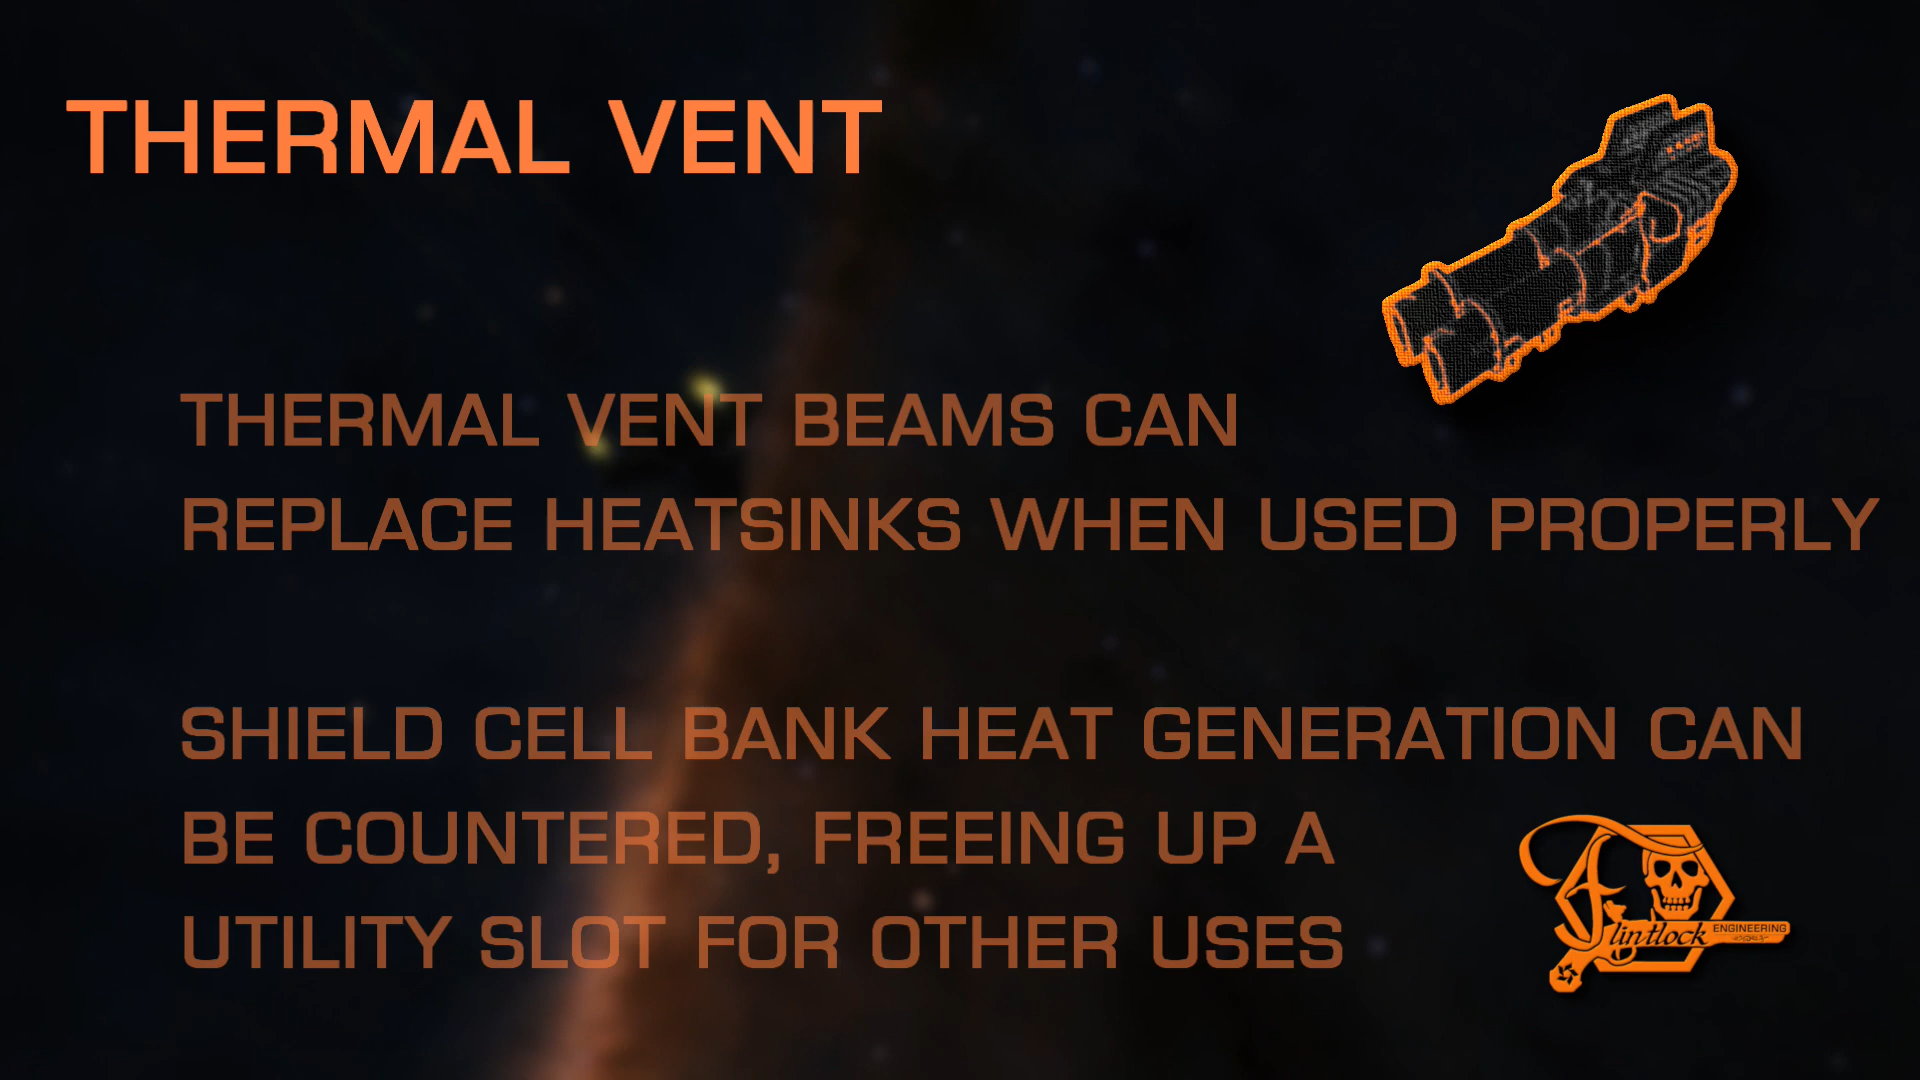 THERMAL VENT
THERMAL VENT BEAMS CAN
REPLACE HEATSINKS WHEN USED PROPERLY
SHIELD CELL BANK HEAT GENERATION CAN
BE COUNTERED, FREEING UP A
UTILITY SLOT FOR OTHER USES
Flintlock ENGINEERING